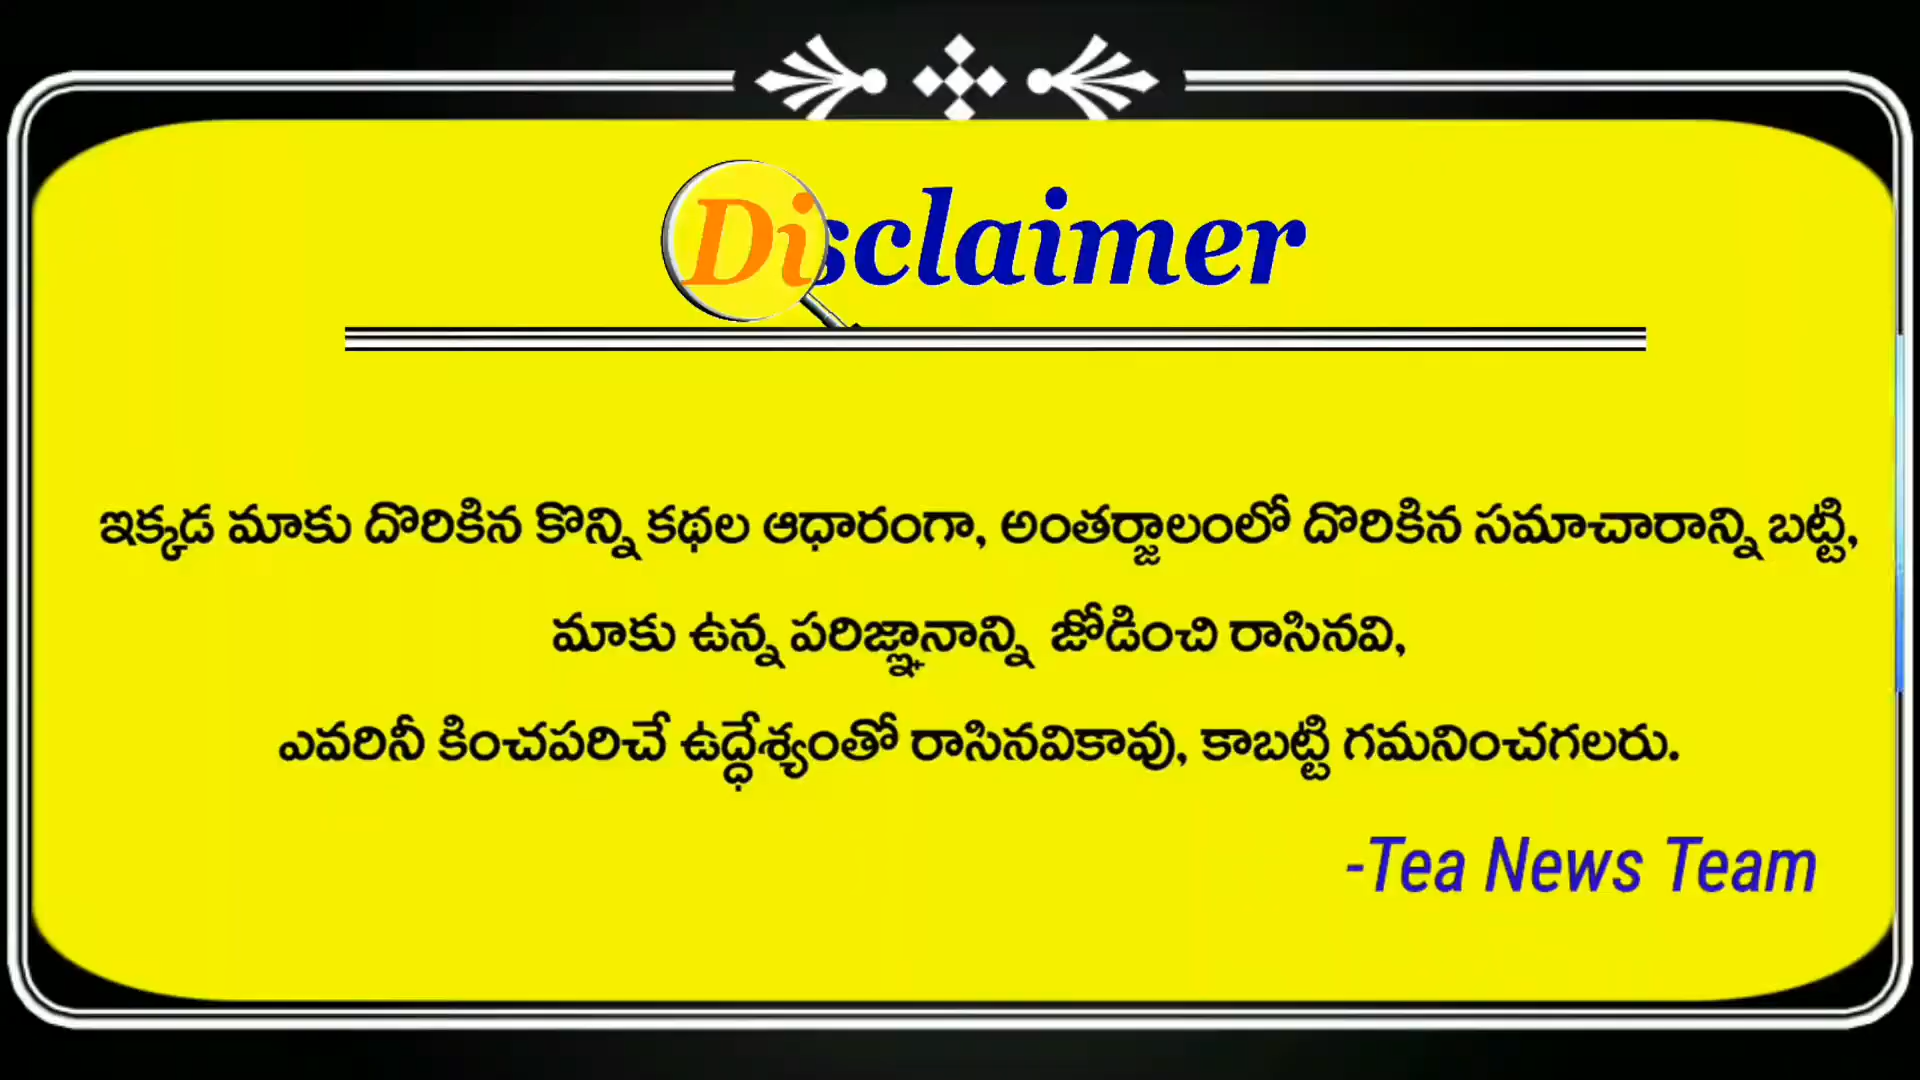 Disclaimer
ఇక్కడ మాకు దొరికిన కొన్ని కథల ఆధారంగా, అంతర్జాలంలో దొరికిన సమాచారాన్ని బట్టి,
మాకు ఉన్న పరిజ్ఞానాన్ని జోడించి రాసినవి,
ఎవరినీ కించపరిచే ఉద్ధేశ్యంతో రాసినవికావు, కాబట్టి గమనించగలరు.
-Tea News Team